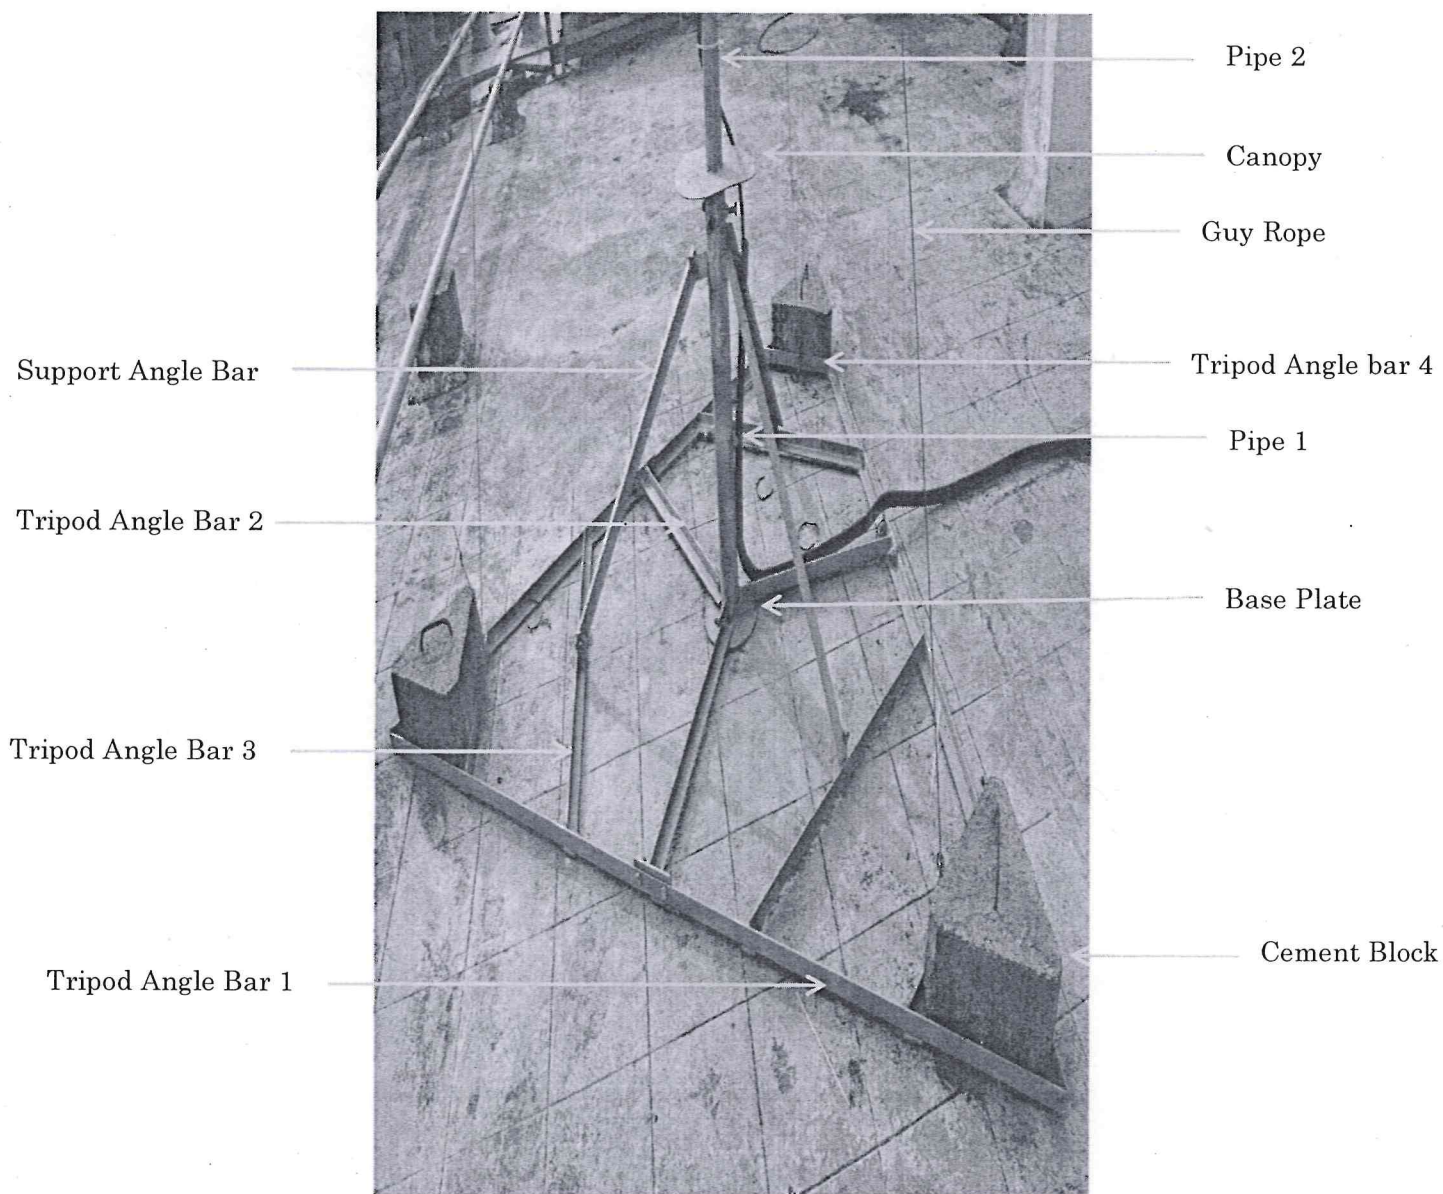 Pipe 2
Canopy
Guy Rope
Support Angle Bar
Tripod Angle bar 4
Pipe 1
Tripod Angle Bar 2
Base Plate
Tripod Angle Bar 3
Cement Block
Tripod Angle Bar 1